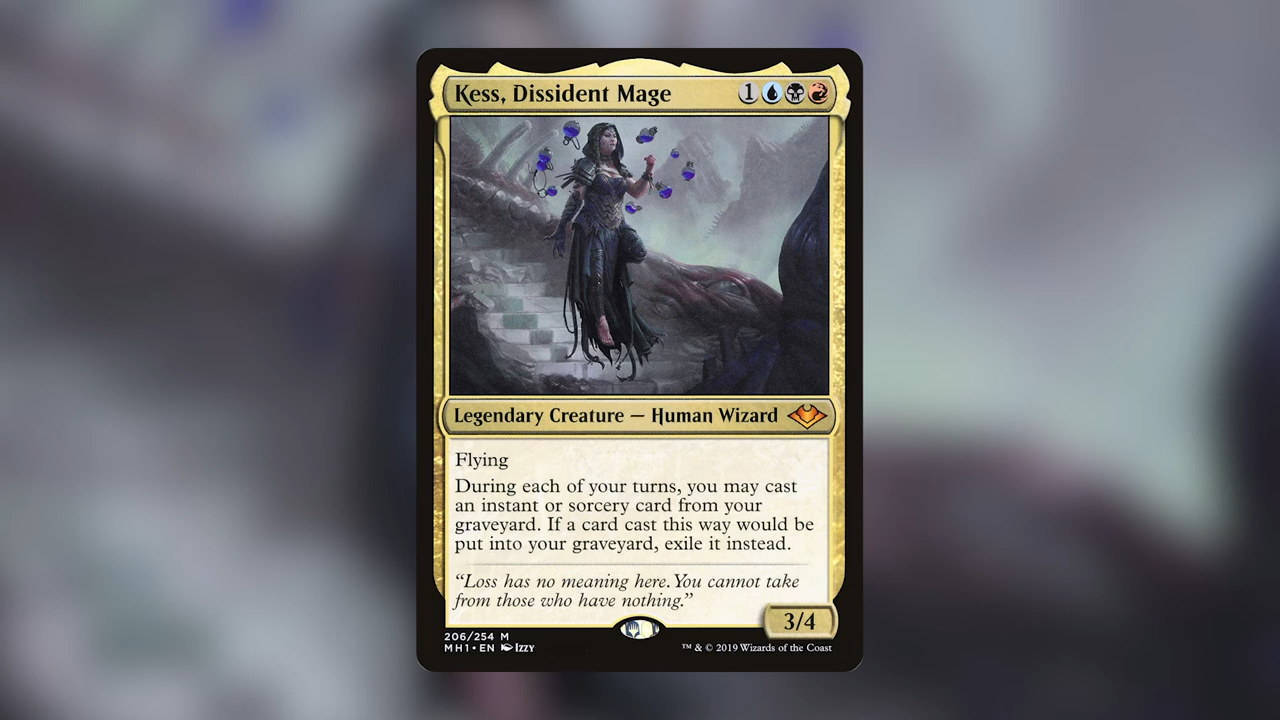 Kess, Dissident Mage 1
Legendary Creature — Human Wizard
Flying
During each of your turns, you may cast
an instant or sorcery card from your
graveyard. If a card cast this way would be
put into your graveyard, exile it instead.
“Loss has no meaning here. You cannot take
from those who have nothing.”
3/4
206/254 M
MH1 • EN Izzy
™ & © 2019 Wizards of the Coast